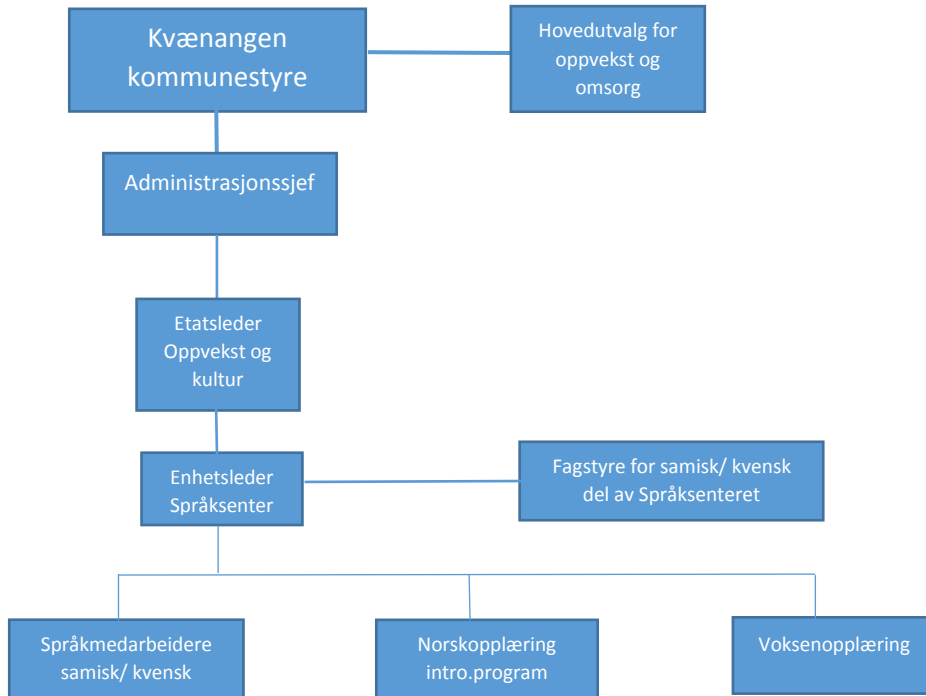 Kvænangen
kommunestyre
Hovedutvalg for
oppvekst og
omsorg
Administrasjonssjef
Etatsleder
Oppvekst og
kultur
Enhetsleder
Språksenter
Fagstyre for samisk/ kvensk
del av Språksenteret
Språkmedarbeidere
samisk/ kvensk
Norskopplæring
intro.program
Voksenopplæring